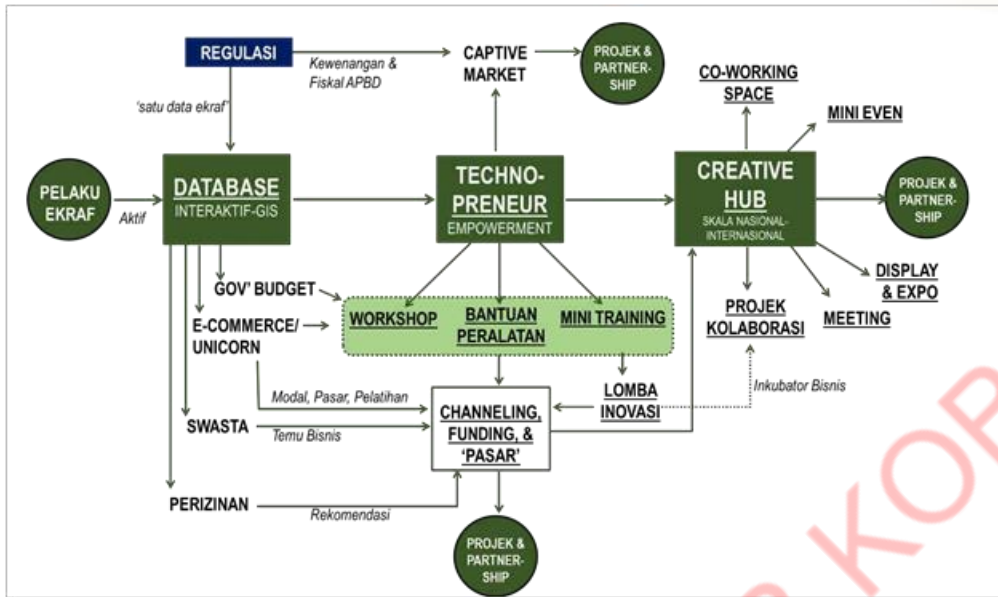 REGULASI
Kewenangan &
Fiskal APBD
CAPTIVE
MARKET
PROJEK &
PARTNER-
SHIP
CO-WORKING
SPACE
MINI EVEN
'satu data ekraf'
PELAKU
EKRAF
Aktif
DATABASE
INTERAKTIF-GIS
TECHNO-
PRENEUR
EMPOWERMENT
CREATIVE
HUB
SKALA NASIONAL-
INTERNASIONAL
PROJEK &
PARTNER-
SHIP
GOV' BUDGET
E-COMMERCE/
UNICORN
WORKSHOP
BANTUAN
PERALATAN
MINI TRAINING
PROJEK
KOLABORASI
MEETING
DISPLAY
& EXPO
Modal, Pasar, Pelatihan
LOMBA
INOVASI
Inkubator Bisnis
SWASTA
Temu Bisnis
CHANNELING,
FUNDING, &
'PASAR'
PERIZINAN
Rekomendasi
PROJEK &
PARTNER-
SHIP